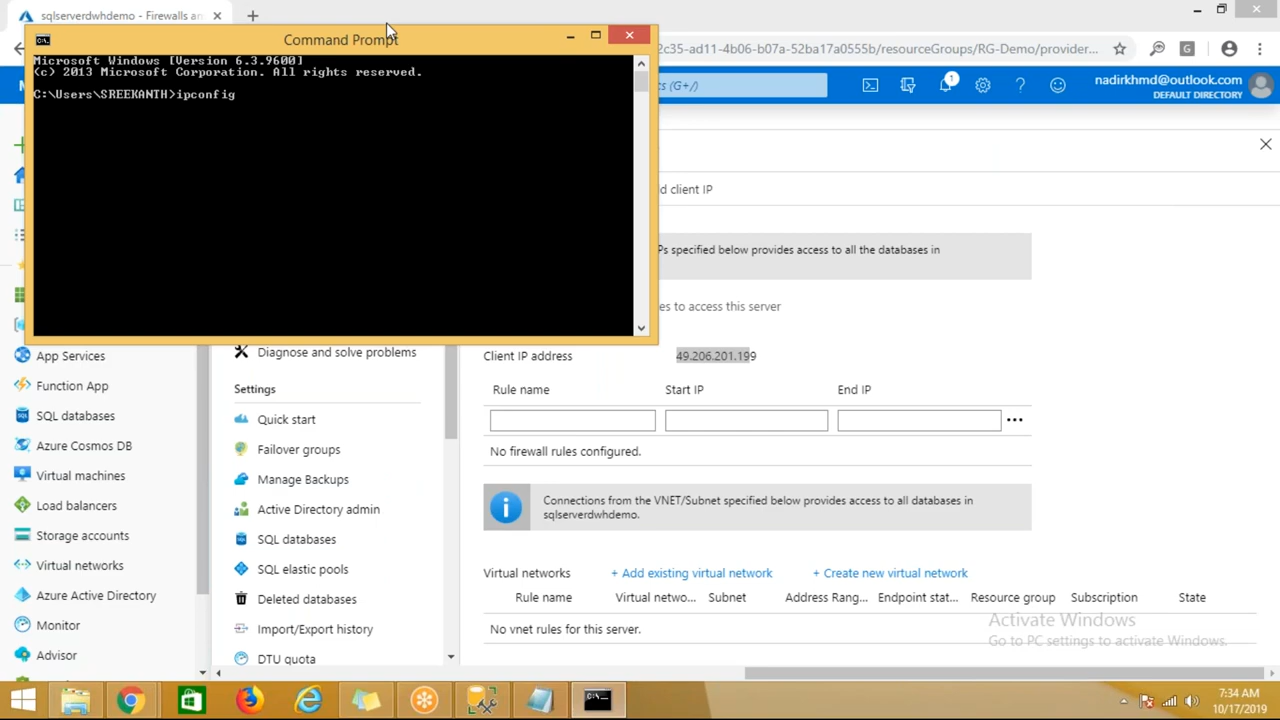 sqlserverdwhdemo - Firewalls an
2c35-ad11-4b06-b07a-52ba17a0555b/resourceGroups/RG-Demo/provider...
Command Prompt
Microsoft Windows [Version 6.3.9600]
(c) 2013 Microsoft Corporation. All rights reserved.
C:\Users\SREEKANTH>ipconfig
cs (G+/)
1
nadirkhmd@outlook.com
DEFAULT DIRECTORY
d client IP
Ps specified below provides access to all the databases in
es to access this server
App Services
Function App
SQL databases
Azure Cosmos DB
Virtual machines
Load balancers
Storage accounts
Virtual networks
Azure Active Directory
Monitor
Advisor
Diagnose and solve problems
Settings
Quick start
Failover groups
Manage Backups
Active Directory admin
SQL databases
SQL elastic pools
Deleted databases
Import/Export history
DTU quota
Client IP address 49.206.201.199
Rule name Start IP End IP
No firewall rules configured.
Connections from the VNET/Subnet specified below provides access to all databases in
sqlserverdwhdemo.
Virtual networks + Add existing virtual network + Create new virtual network
Rule name Virtual netwo... Subnet Address Rang... Endpoint stat... Resource group Subscription State
No vnet rules for this server.
Activate Windows
Go to PC settings to activate Windows.
7:34 AM
10/17/2019